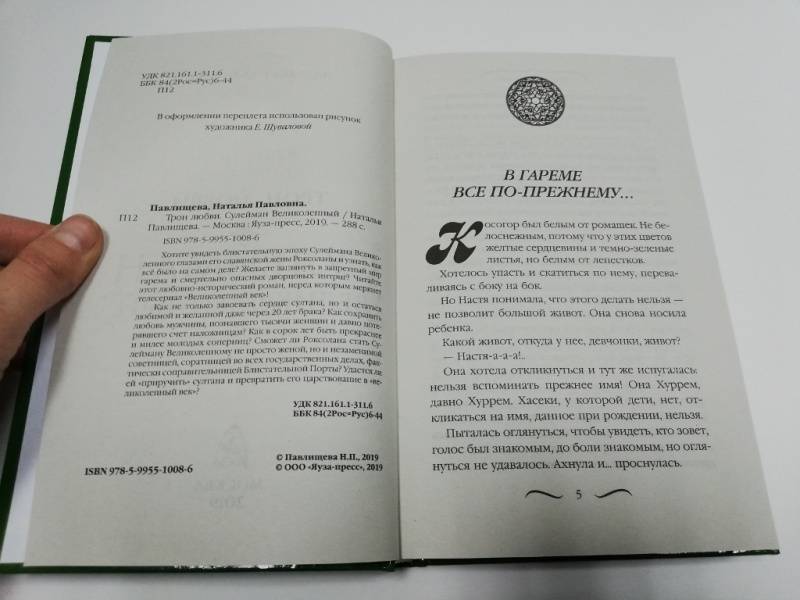 УДК 821.161.1-311.6
ББК 84(2Рос=Рус)6-44
П12
В оформлении переплета использован рисунок
художника Е. Шуваловой
Павлищева, Наталья Павловна.
П12 Трон любви. Сулейман Великолепный / Наталья
Павлищева. — Москва : Яуза-пресс, 2019. — 288 с.
ISBN 978-5-9955-1008-6
Хотите увидеть блистательную эпоху Сулеймана Велико-
лепного глазами его славянской жены Роксоланы и узнать, как
всё было на самом деле? Желаете заглянуть в запретный мир
гарема и смертельно опасных дворцовых интриг? Читайте
этот любовно-исторический роман, перед которым меркнет
телесериал «Великолепный век»!
Как не только завоевать сердце султана, но и остаться
любимой и желанной даже через 20 лет брака? Как сохранить
любовь мужчины, познавшего тысячи женщин и давно поте-
рявшего счет наложницам? Как в сорок лет быть прекраснее
и милее молодых соперниц? Сможет ли Роксолана стать Су-
лейману Великолепному не просто женой, но и незаменимой
советницей, соратницей во всех государственных делах, фак-
тически соправительницей Блистательной Порты? Удастся ли
ей «приручить» султана и превратить его царствование в «ве-
ликолепный век»?
УДК 821.161.1-311.6
ББК 84(2Рос=Рус)6-44
© Павлищева Н.П., 2019
ISBN 978-5-9955-1008-6 © ООО «Яуза-пресс», 2019
В ГАРЕМЕ
ВСЕ ПО-ПРЕЖНЕМУ...
Косогор был белым от ромашек. Не бе-
лоснежным, потому что у этих цветов
желтые сердцевины и темно-зеленые
листья, но белым от лепестков.
Хотелось упасть и скатиться по нему, перева-
ливаясь с боку на бок.
Но Настя понимала, что этого делать нельзя —
не позволит большой живот. Она снова носила
ребенка.
Какой живот, откуда у нее, девчонки, живот?
— Настя-а-а-а!..
Она хотела откликнуться и тут же испугалась:
нельзя вспоминать прежнее имя! Она Хуррем,
давно Хуррем. Хасеки, у которой дети, нет, от-
кликаться на имя, данное при рождении, нельзя.
Пыталась оглянуться, чтобы увидеть, кто зовет,
голос был знакомым, до боли знакомым, но огля-
нуться не удавалось. Ахнула и... проснулась.
5